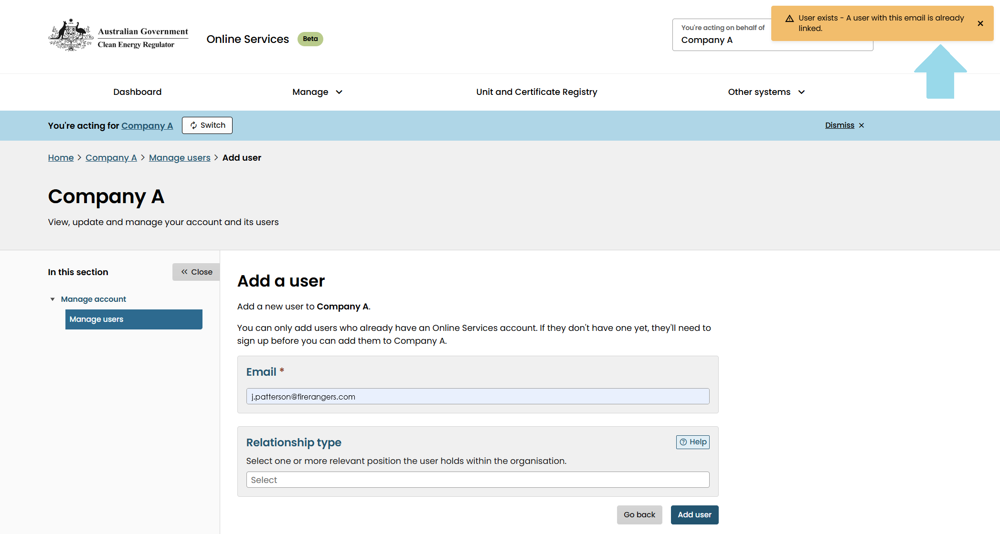 Australian Government
Clean Energy Regulator
Online Services
Beta
You're acting on behalf of
Company A
User exists - A user with this email is already
linked.
Dashboard
Manage
Unit and Certificate Registry
Other systems
You're acting for Company A
Switch
Dismiss
Home > Company A > Manage users > Add user
Company A
View, update and manage your account and its users
In this section
Close
Manage account
Manage users
Add a user
Add a new user to Company A.
You can only add users who already have an Online Services account. If they don't have one yet, they'll need to
sign up before you can add them to Company A.
Email *
j.patterson@firerangers.com
Relationship type
Help
Select one or more relevant position the user holds within the organisation.
Select
Go back
Add user